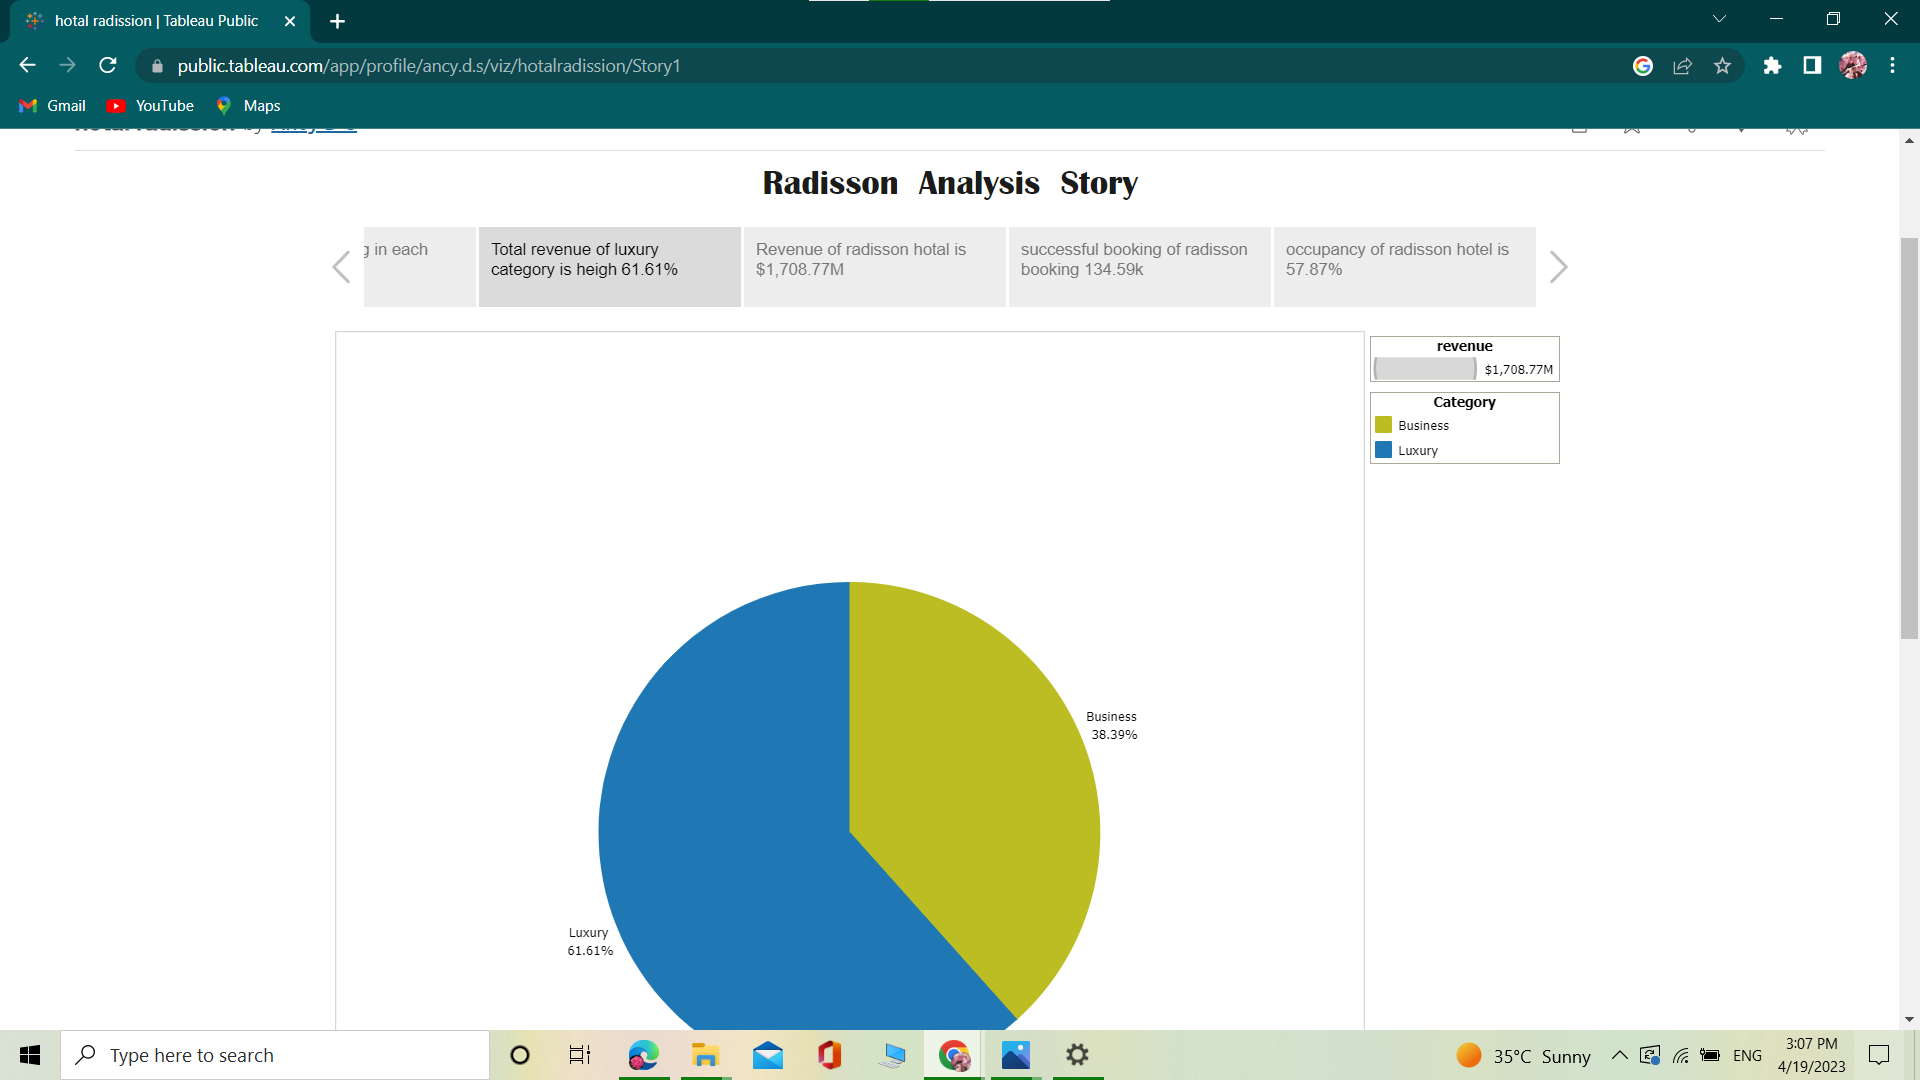 hotal radission | Tableau Public
public.tableau.com/app/profile/ancy.d.s/viz/hotalradission/Story1
Gmail YouTube Maps
hotal radission by Ancy D S
Radisson Analysis Story
g in each
Total revenue of luxury
category is heigh 61.61%
Revenue of radisson hotal is
$1,708.77M
successful booking of radisson
booking 134.59k
occupancy of radisson hotel is
57.87%
revenue
$1,708.77M
Category
Business
Luxury
Business
38.39%
Luxury
61.61%
Type here to search
35°C Sunny
ENG
3:07 PM
4/19/2023